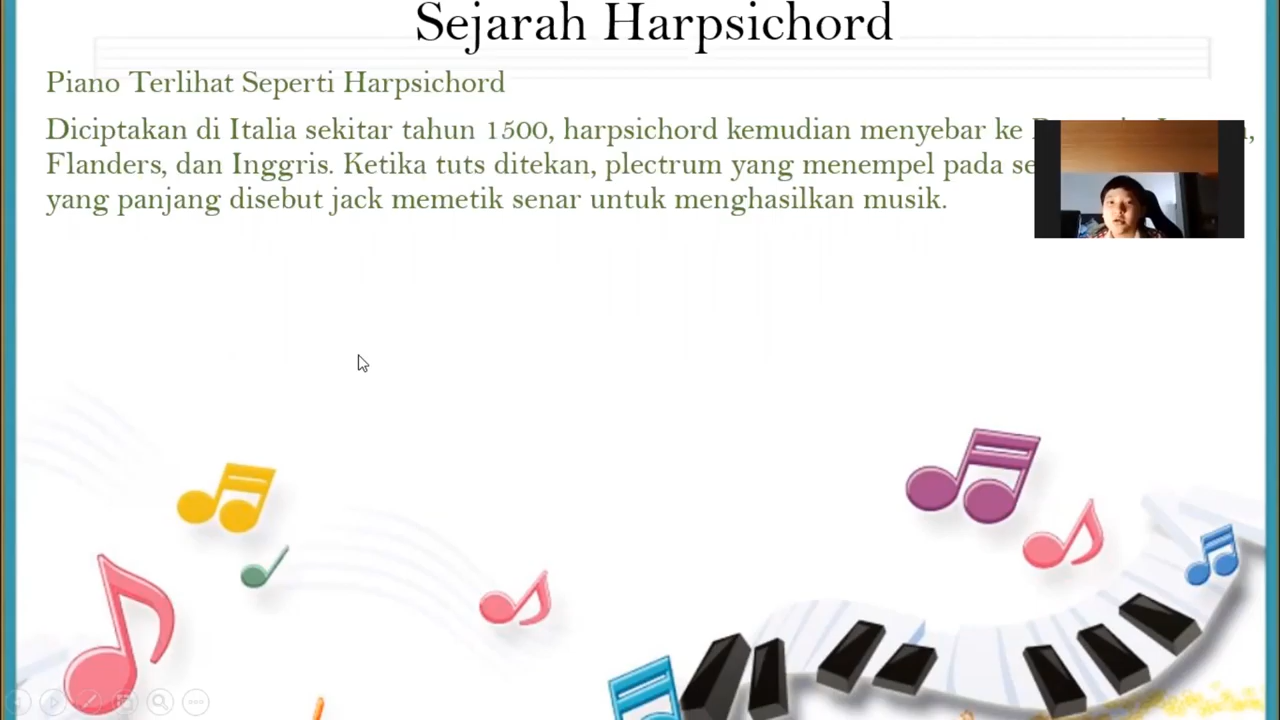 Sejarah Harpsichord
Piano Terlihat Seperti Harpsichord
Diciptakan di Italia sekitar tahun 1500, harpsichord kemudian menyebar ke
Flanders, dan Inggris. Ketika tuts ditekan, plectrum yang menempel pada
yang panjang disebut jack memetik senar untuk menghasilkan musik.